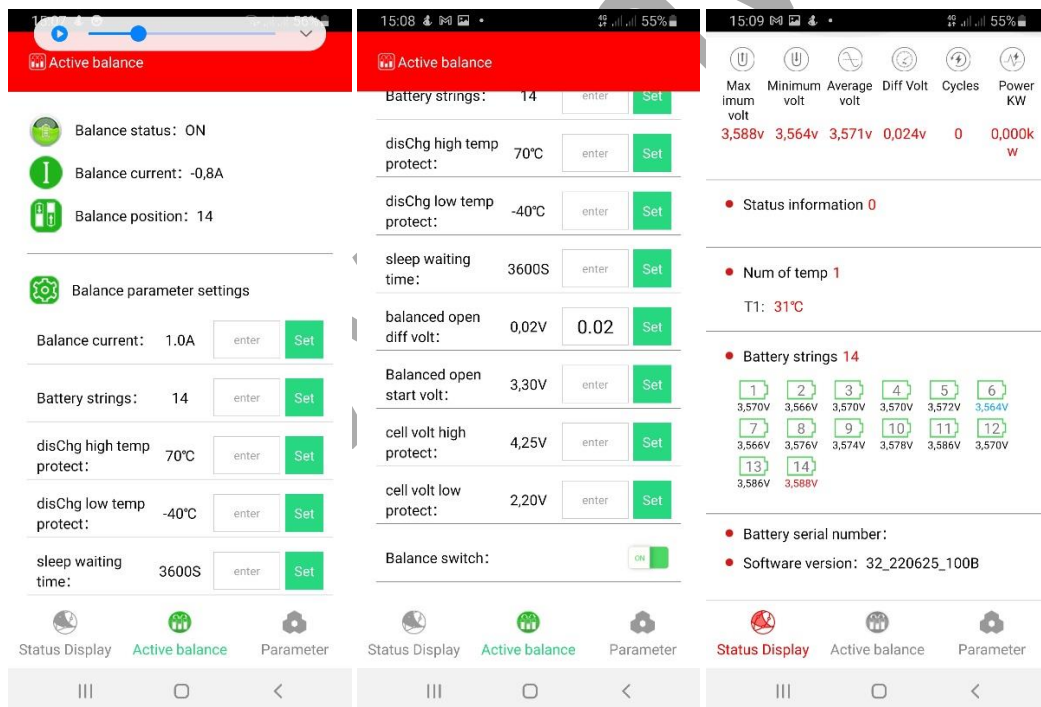 15:07
56%
Active balance
Balance status: ON
Balance current: -0,8A
Balance position: 14
Balance parameter settings
Balance current: 1.0A enter Set
Battery strings: 14 enter Set
disChg high temp
protect: 70℃ enter Set
disChg low temp
protect: -40℃ enter Set
sleep waiting
time: 3600S enter Set
Status Display Active balance Parameter
15:08 4G 55%
Active balance
Battery strings: 14 enter Set
disChg high temp
protect: 70℃ enter Set
disChg low temp
protect: -40℃ enter Set
sleep waiting
time: 3600S enter Set
balanced open
diff volt: 0,02V 0.02 Set
Balanced open
start volt: 3,30V enter Set
cell volt high
protect: 4,25V enter Set
cell volt low
protect: 2,20V enter Set
Balance switch: ON
Status Display Active balance Parameter
15:09 4G 55%
Max Minimum Average Diff Volt Cycles Power
imum volt volt KW
volt
3,588v 3,564v 3,571v 0,024v 0 0,000k
w
Status information 0
Num of temp 1
T1: 31℃
Battery strings 14
1 2 3 4 5 6
3,570V 3,566V 3,570V 3,570V 3,572V 3,564V
7 8 9 10 11 12
3,566V 3,576V 3,574V 3,578V 3,586V 3,570V
13 14
3,586V 3,588V
Battery serial number:
Software version: 32_220625_100B
Status Display Active balance Parameter